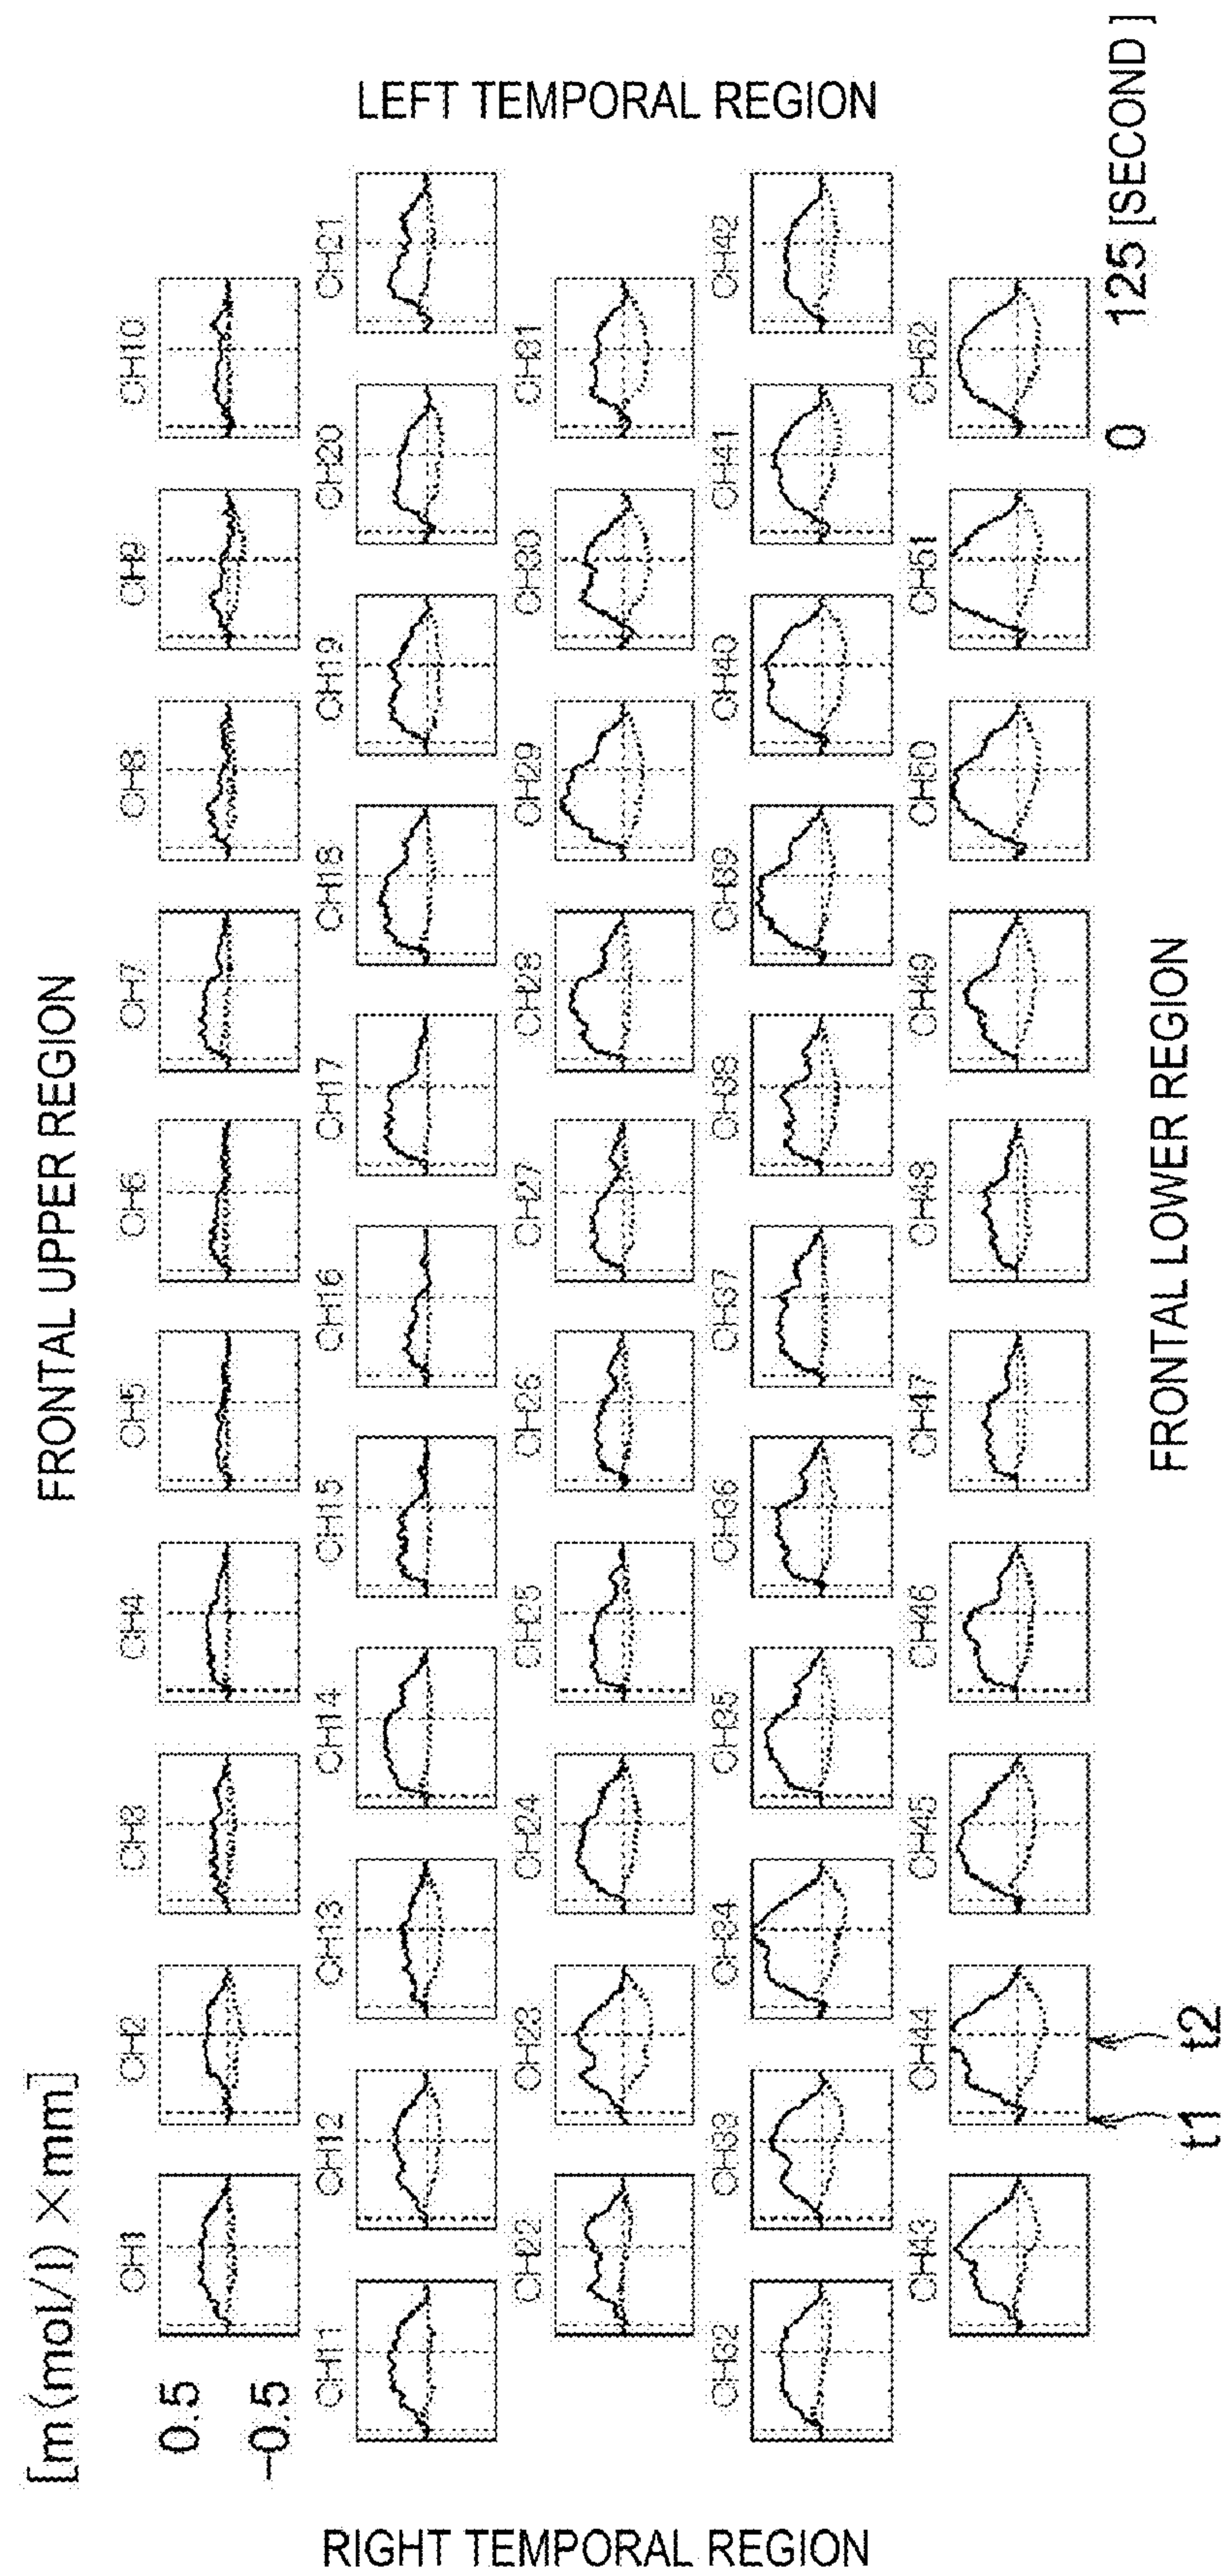 [m (mol/l) ×mm]
FRONTAL UPPER REGION
0.5
-0.5
CH1
CH2
CH3
CH4
CH5
CH6
CH7
CH8
CH9
CH10
CH11
CH12
CH13
CH14
CH15
CH16
CH17
CH18
CH19
CH20
CH21
RIGHT TEMPORAL REGION
LEFT TEMPORAL REGION
CH22
CH23
CH24
CH25
CH26
CH27
CH28
CH29
CH30
CH31
CH32
CH33
CH34
CH35
CH36
CH37
CH38
CH39
CH40
CH41
CH42
CH43
CH44
CH45
CH46
CH47
CH48
CH49
CH50
CH51
CH52
0 125 [SECOND ]
t1 t2
FRONTAL LOWER REGION